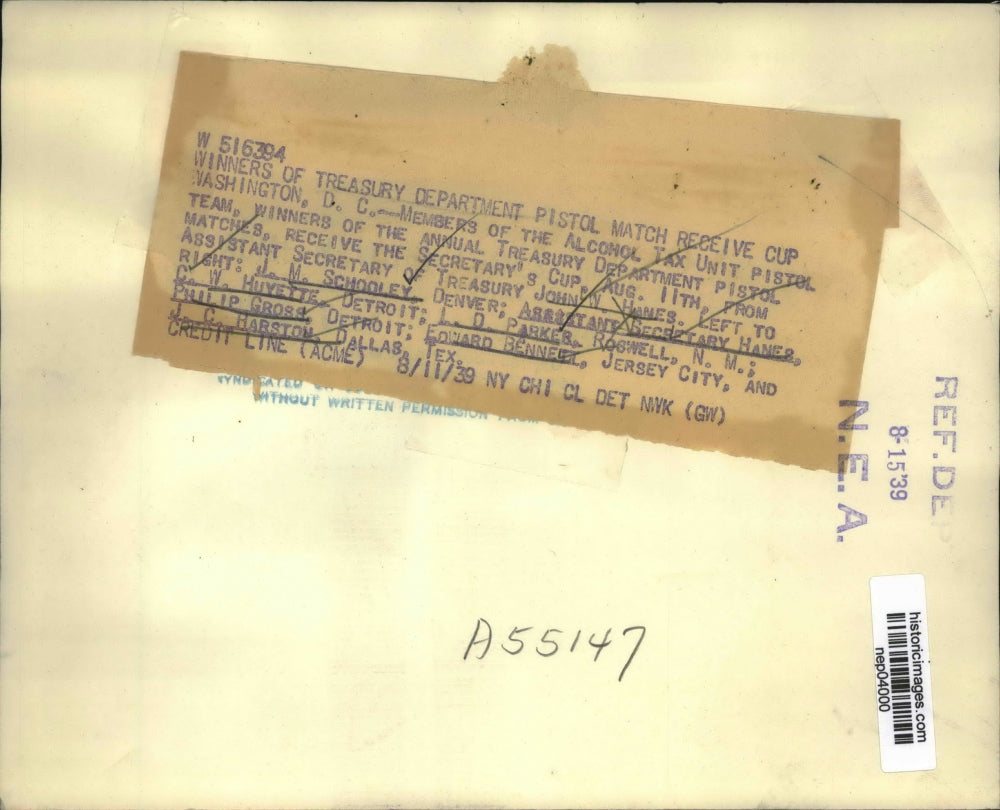 W 516394
WINNERS OF TREASURY DEPARTMENT PISTOL MATCH RECEIVE CUP
WASHINGTON, D. C.--MEMBERS OF THE ALCOHOL TAX UNIT PISTOL
TEAM, WINNERS OF THE ANNUAL TREASURY DEPARTMENT PISTOL
MATCHES, RECEIVE THE SECRETARY'S CUP, AUG. 11TH, FROM
ASSISTANT SECRETARY OF TREASURY JOHN W. HANES. LEFT TO
RIGHT: J. M. SCHOOLEY, DENVER; ASSISTANT SECRETARY HANES,
C. W. HUYETTE, DETROIT; L. D. PARKER, ROSWELL, N. M.;
PHILIP GROSS, DETROIT; EDWARD BENNETT, JERSEY CITY, AND
C. HARSTON, DALLAS, TEX.
CREDIT LINE (ACME) 8/11/39 NY CHI CL DET NWK (GW)
WITHOUT WRITTEN PERMISSION
REF.DE
8-15'39
N.E.A.
A55147
historicimages.com
nep04000